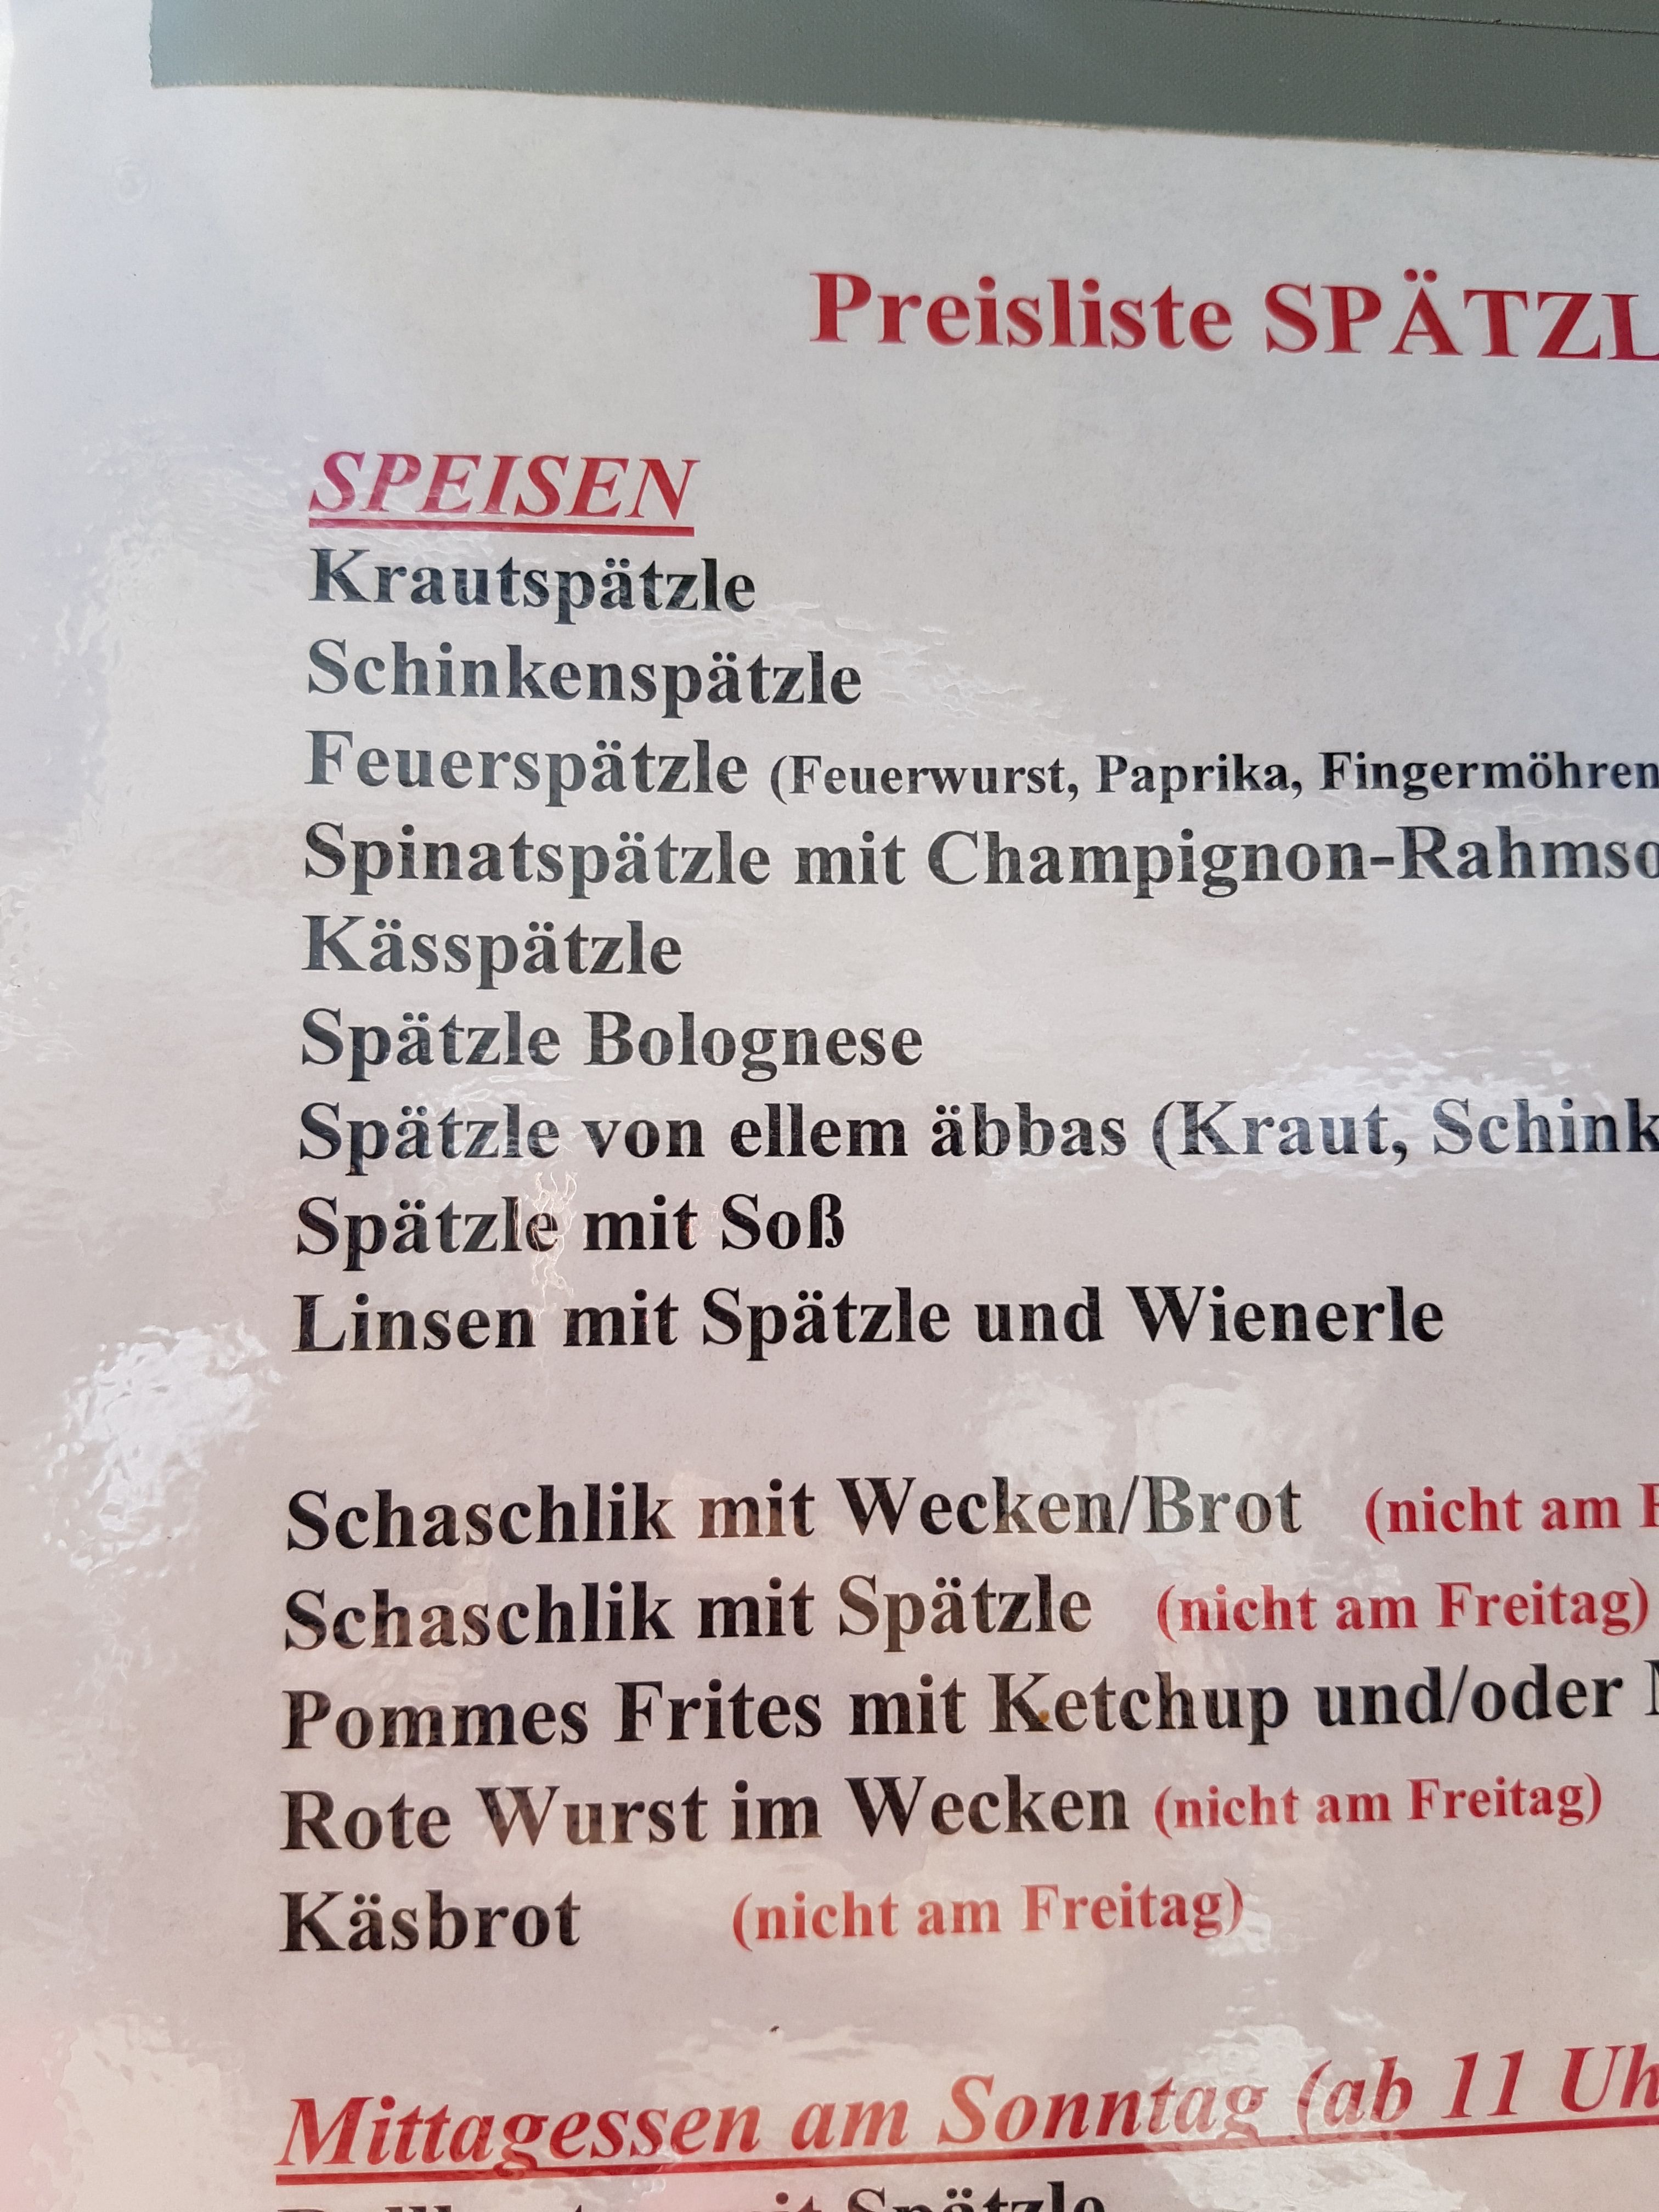 Preisliste SPÄTZL
SPEISEN
Krautspätzle
Schinkenspätzle
Feuerspätzle (Feuerwurst, Paprika, Fingermöhren
Spinatspätzle mit Champignon-Rahmso
Kässpätzle
Spätzle Bolognese
Spätzle von ellem äbbas (Kraut, Schink
Spätzle mit Soß
Linsen mit Spätzle und Wienerle
Schaschlik mit Wecken/Brot (nicht am F
Schaschlik mit Spätzle (nicht am Freitag)
Pommes Frites mit Ketchup und/oder
Rote Wurst im Wecken (nicht am Freitag)
Käsbrot (nicht am Freitag)
Mittagessen am Sonntag (ab 11 Uh
mit Spätzle